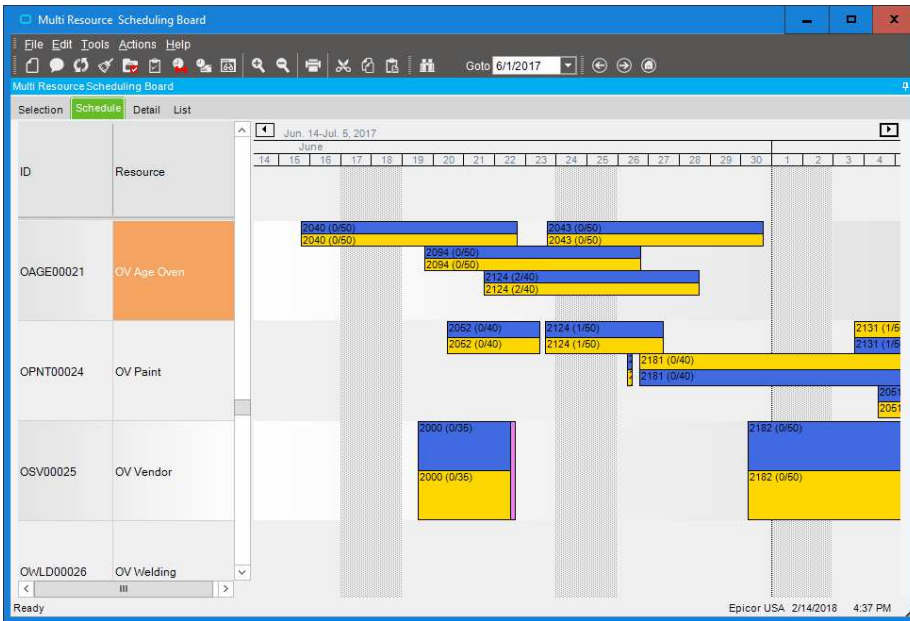 Multi Resource Scheduling Board
File Edit Tools Actions Help
Goto 6/1/2017
Multi Resource Scheduling Board
Selection Schedule Detail List
Jun. 14-Jul. 5, 2017
June
14 15 16 17 18 19 20 21 22 23 24 25 26 27 28 29 30 1 2 3 4
ID Resource
2040 (0/50) 2043 (0/50)
2040 (0/50) 2043 (0/50)
2094 (0/50)
2094 (0/50)
OAGE00021 OV Age Oven
2124 (2/40)
2124 (2/40)
2052 (0/40) 2124 (1/50) 2131 (1/5
2052 (0/40) 2124 (1/50) 2131 (1/5
2 2181 (0/40)
OPNT00024 OV Paint
2 2181 (0/40)
2051
2051
2000 (0/35) 2182 (0/50)
OSV00025 OV Vendor
2000 (0/35) 2182 (0/50)
OWLD00026 OV Welding
Ready Epicor USA 2/14/2018 4:37 PM